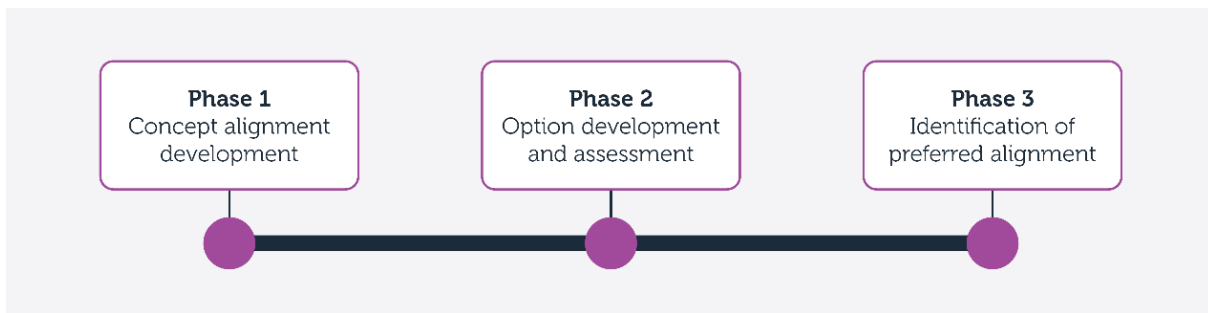 Phase 1
Concept alignment
development
Phase 2
Option development
and assessment
Phase 3
Identification of
preferred alignment